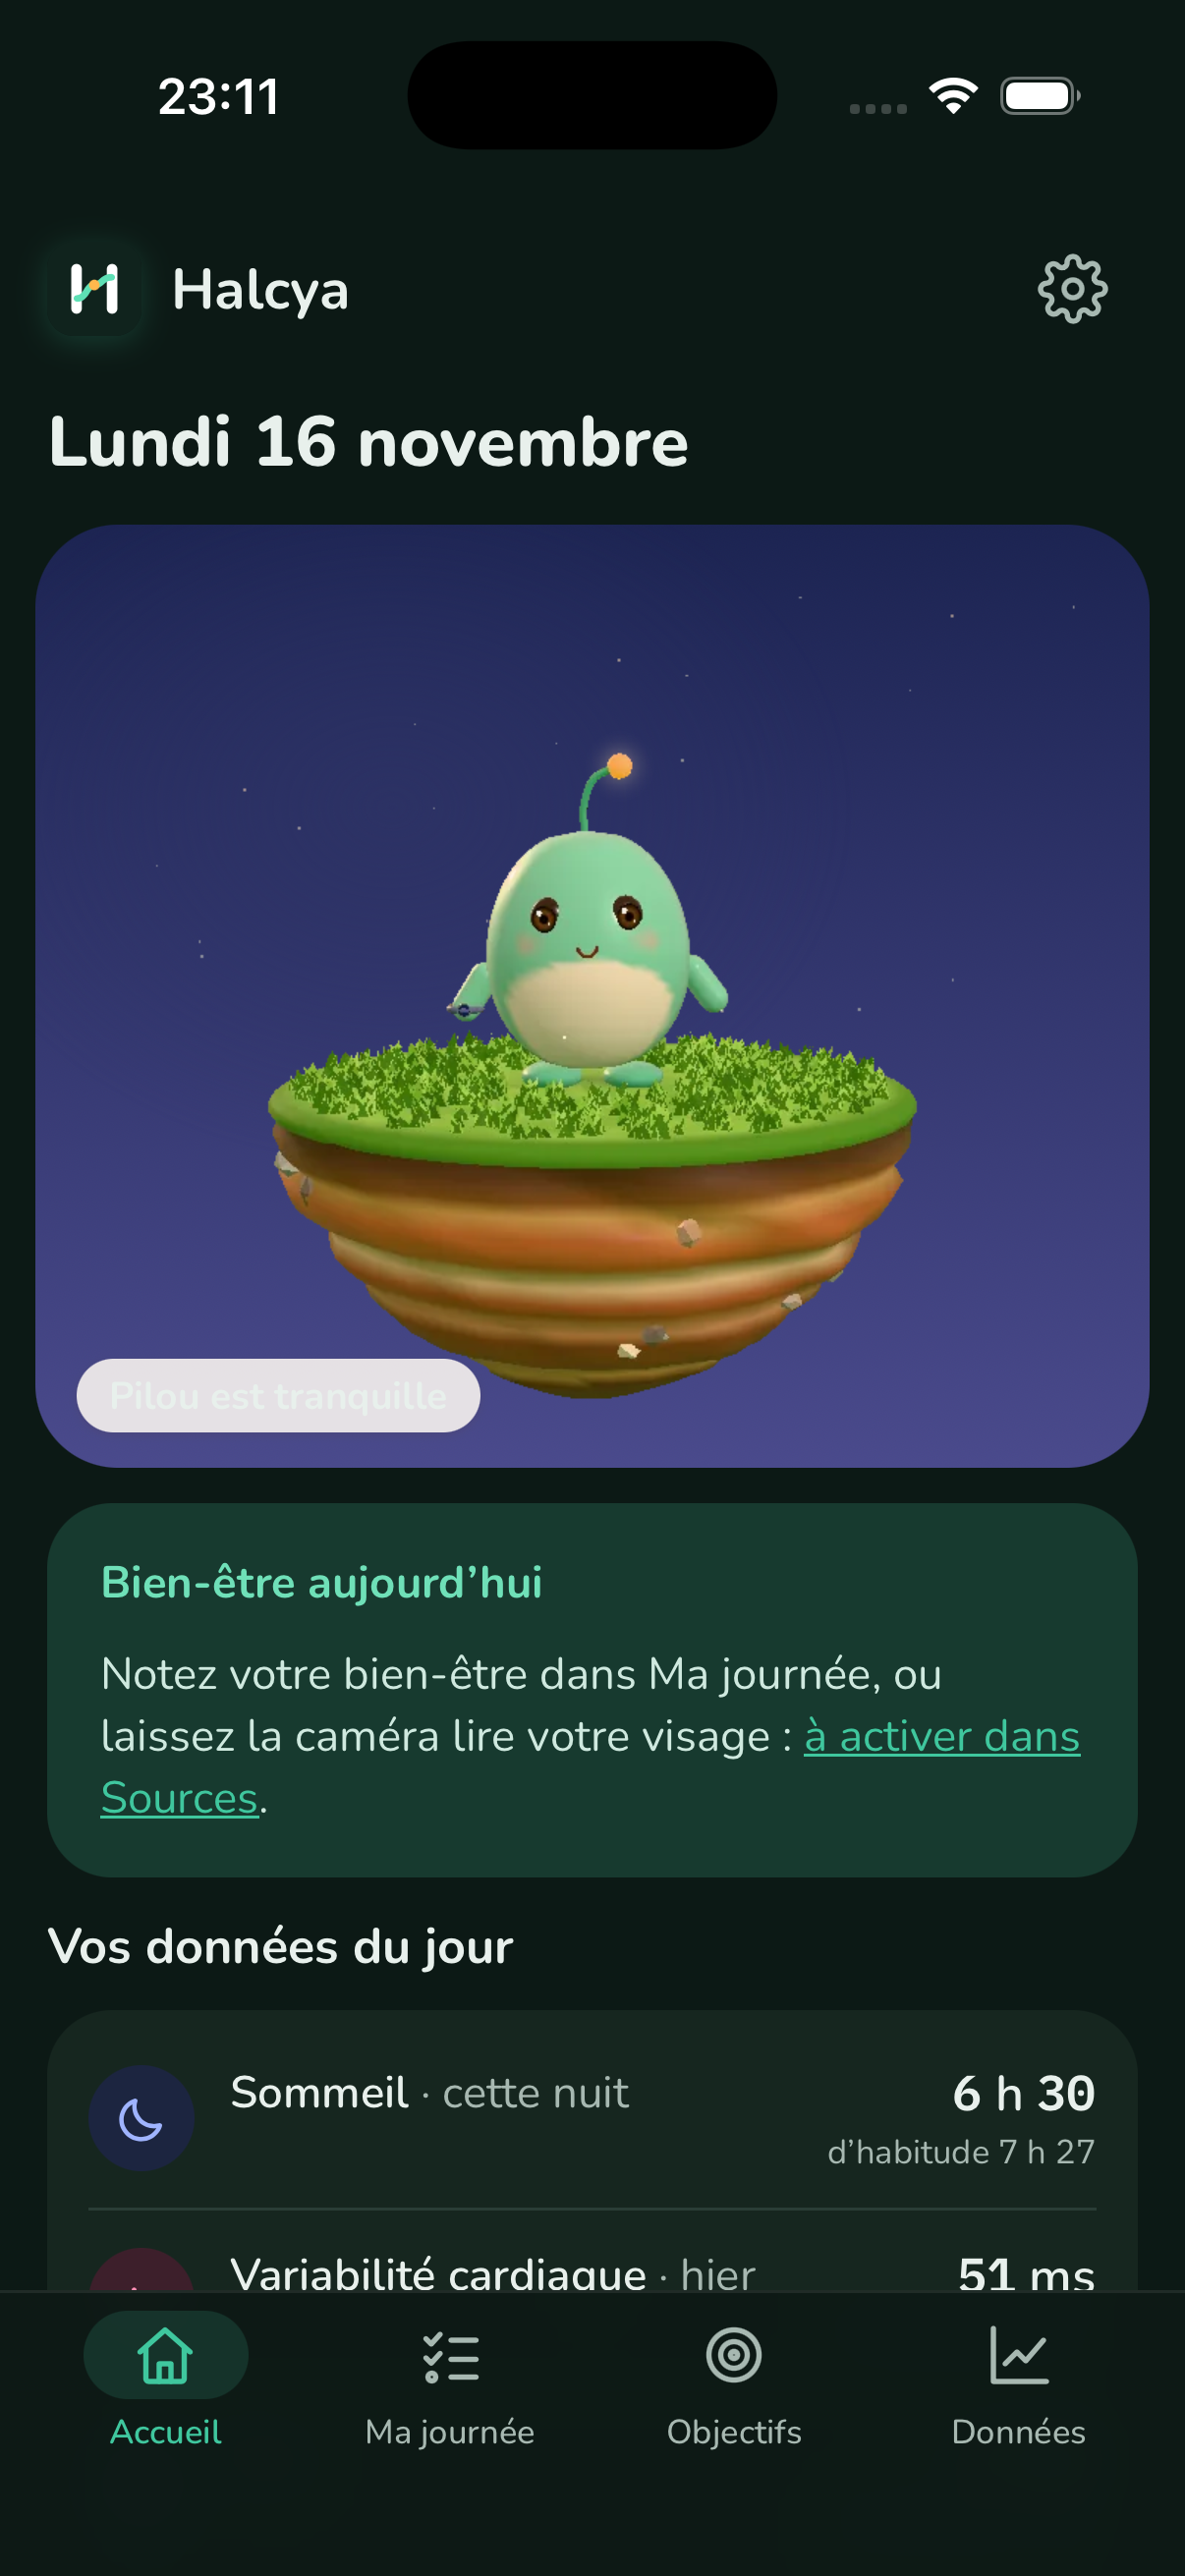 23:11
Halcya
Lundi 16 novembre
Pilou est tranquille
Bien-être aujourd’hui
Notez votre bien-être dans Ma journée, ou
laissez la caméra lire votre visage : à activer dans
Sources.
Vos données du jour
Sommeil · cette nuit
6 h 30
d’habitude 7 h 27
Variabilité cardiaque · hier
51 ms
Accueil
Ma journée
Objectifs
Données